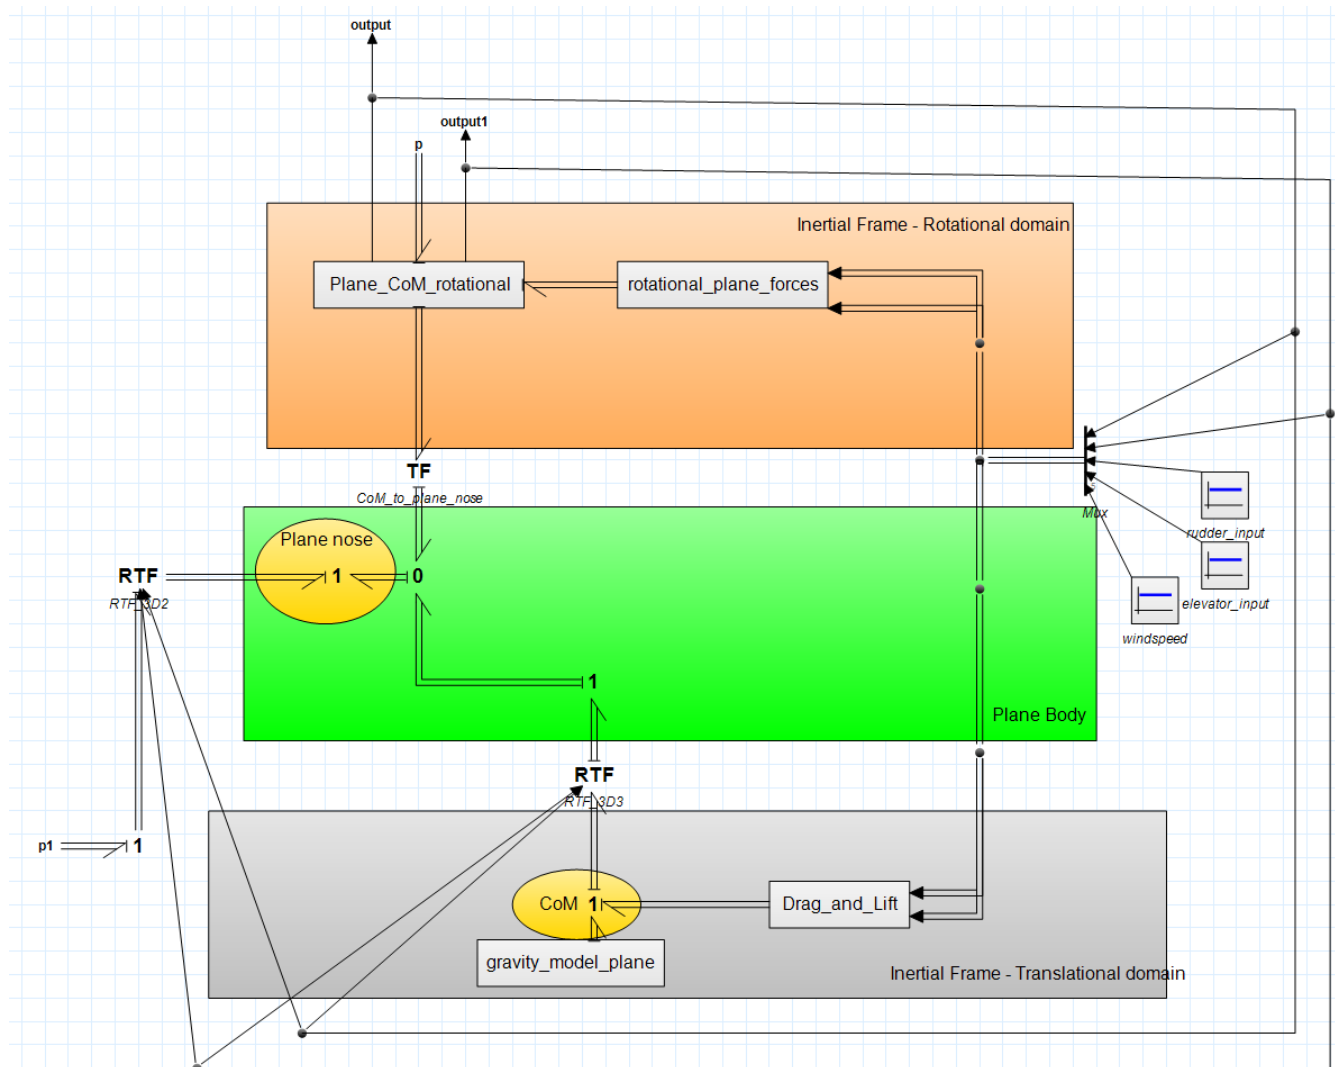 output
output1
p
Inertial Frame - Rotational domain
Plane_CoM_rotational
rotational_plane_forces
TF
CoM_to_plane_nose
5
Mux
rudder_input
Plane nose
RTF
1
0
RTF_3D2
elevator_input
windspeed
1
Plane Body
RTF
RTF_3D3
p1
1
CoM
1
Drag_and_Lift
gravity_model_plane
Inertial Frame - Translational domain